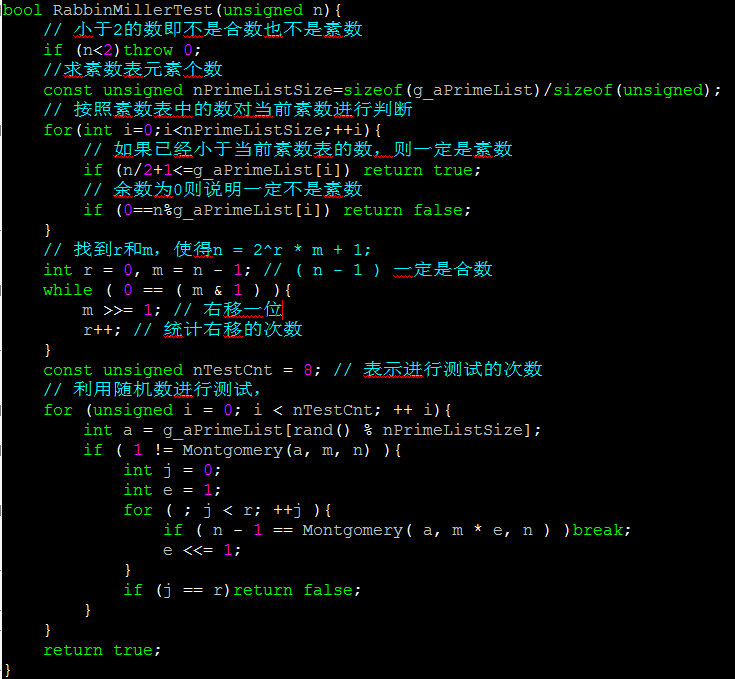 bool RabbinMillerTest(unsigned n){
    // 小于2的数即不是合数也不是素数
    if (n<2)throw 0;
    //求素数表元素个数
    const unsigned nPrimeListSize=sizeof(g_aPrimeList)/sizeof(unsigned);
    // 按照素数表中的数对当前素数进行判断
    for(int i=0;i<nPrimeListSize;++i){
        // 如果已经小于当前素数表的数，则一定是素数
        if (n/2+1<=g_aPrimeList[i]) return true;
        // 余数为0则说明一定不是素数
        if (0==n%g_aPrimeList[i]) return false;
    }
    // 找到r和m，使得n = 2^r * m + 1;
    int r = 0, m = n - 1; // ( n - 1 ) 一定是合数
    while ( 0 == ( m & 1 ) ){
        m >>= 1; // 右移一位
        r++; // 统计右移的次数
    }
    const unsigned nTestCnt = 8; // 表示进行测试的次数
    // 利用随机数进行测试，
    for (unsigned i = 0; i < nTestCnt; ++ i){
        int a = g_aPrimeList[rand() % nPrimeListSize];
        if ( 1 != Montgomery(a, m, n) ){
            int j = 0;
            int e = 1;
            for ( ; j < r; ++j ){
                if ( n - 1 == Montgomery( a, m * e, n ) )break;
                e <<= 1;
            }
            if (j == r)return false;
        }
    }
    return true;
}